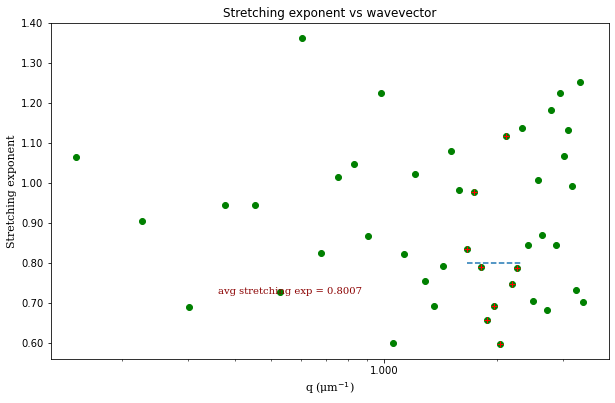 Stretching exponent vs wavevector
1.40
1.30
1.20
1.10
1.00
0.90
0.80
0.70
0.60
Stretching exponent
avg stretching exp = 0.8007
1.000
q (μm⁻¹)